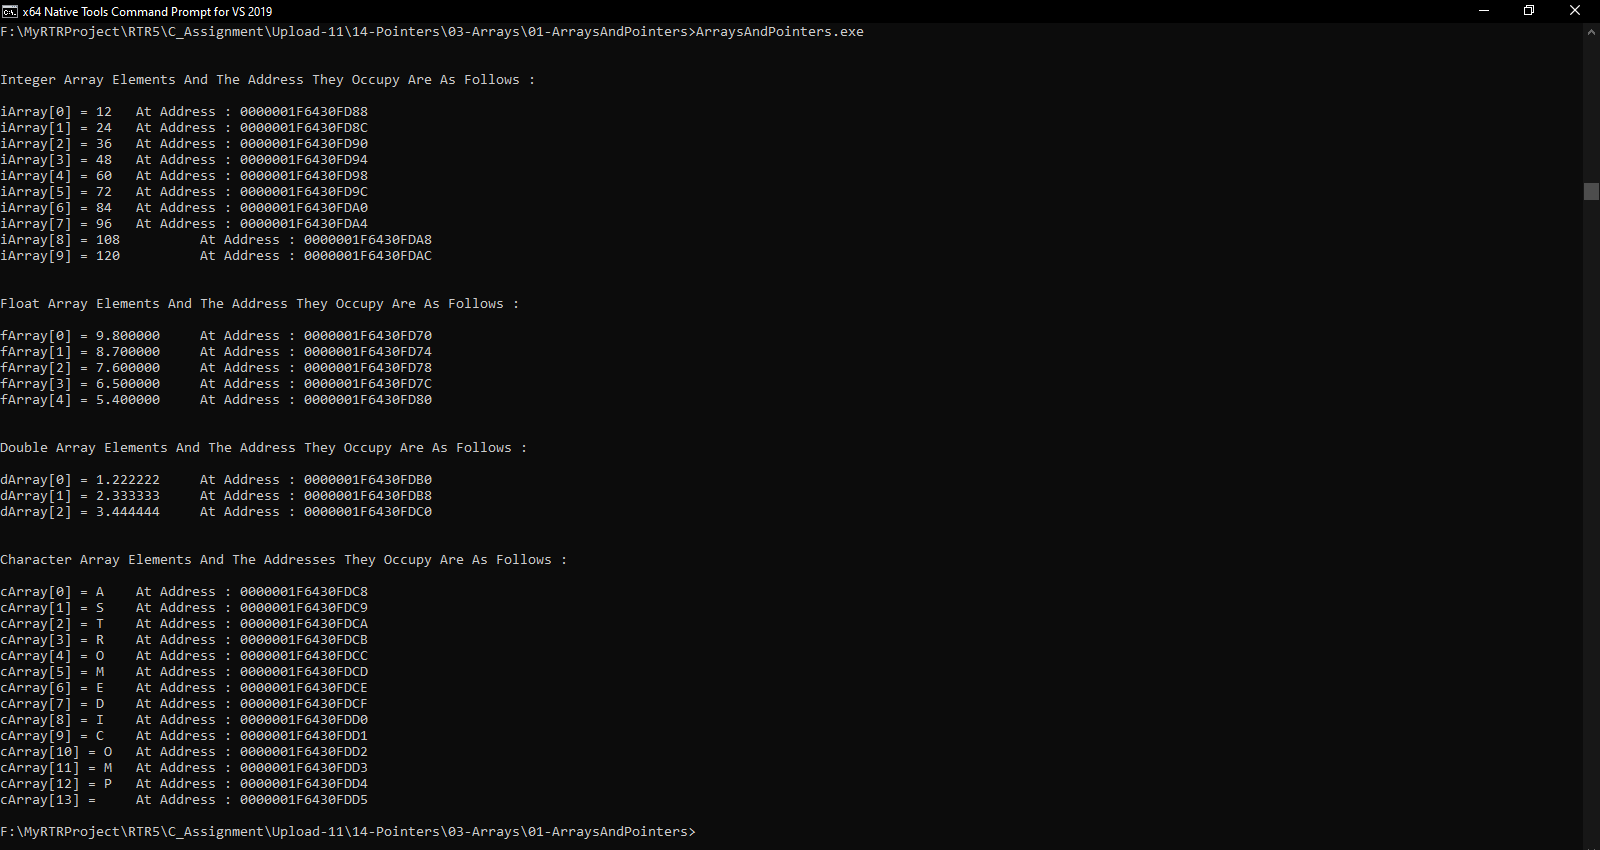 x64 Native Tools Command Prompt for VS 2019
F:\MyRTRProject\RTR5\C_Assignment\Upload-11\14-Pointers\03-Arrays\01-ArraysAndPointers>ArraysAndPointers.exe
Integer Array Elements And The Address They Occupy Are As Follows :
iArray[0] = 12   At Address : 0000001F6430FD88
iArray[1] = 24   At Address : 0000001F6430FD8C
iArray[2] = 36   At Address : 0000001F6430FD90
iArray[3] = 48   At Address : 0000001F6430FD94
iArray[4] = 60   At Address : 0000001F6430FD98
iArray[5] = 72   At Address : 0000001F6430FD9C
iArray[6] = 84   At Address : 0000001F6430FDA0
iArray[7] = 96   At Address : 0000001F6430FDA4
iArray[8] = 108          At Address : 0000001F6430FDA8
iArray[9] = 120          At Address : 0000001F6430FDAC
Float Array Elements And The Address They Occupy Are As Follows :
fArray[0] = 9.800000     At Address : 0000001F6430FD70
fArray[1] = 8.700000     At Address : 0000001F6430FD74
fArray[2] = 7.600000     At Address : 0000001F6430FD78
fArray[3] = 6.500000     At Address : 0000001F6430FD7C
fArray[4] = 5.400000     At Address : 0000001F6430FD80
Double Array Elements And The Address They Occupy Are As Follows :
dArray[0] = 1.222222     At Address : 0000001F6430FDB0
dArray[1] = 2.333333     At Address : 0000001F6430FDB8
dArray[2] = 3.444444     At Address : 0000001F6430FDC0
Character Array Elements And The Addresses They Occupy Are As Follows :
cArray[0] = A    At Address : 0000001F6430FDC8
cArray[1] = S    At Address : 0000001F6430FDC9
cArray[2] = T    At Address : 0000001F6430FDCA
cArray[3] = R    At Address : 0000001F6430FDCB
cArray[4] = O    At Address : 0000001F6430FDCC
cArray[5] = M    At Address : 0000001F6430FDCD
cArray[6] = E    At Address : 0000001F6430FDCE
cArray[7] = D    At Address : 0000001F6430FDCF
cArray[8] = I    At Address : 0000001F6430FDD0
cArray[9] = C    At Address : 0000001F6430FDD1
cArray[10] = O   At Address : 0000001F6430FDD2
cArray[11] = M   At Address : 0000001F6430FDD3
cArray[12] = P   At Address : 0000001F6430FDD4
cArray[13] =     At Address : 0000001F6430FDD5
F:\MyRTRProject\RTR5\C_Assignment\Upload-11\14-Pointers\03-Arrays\01-ArraysAndPointers>